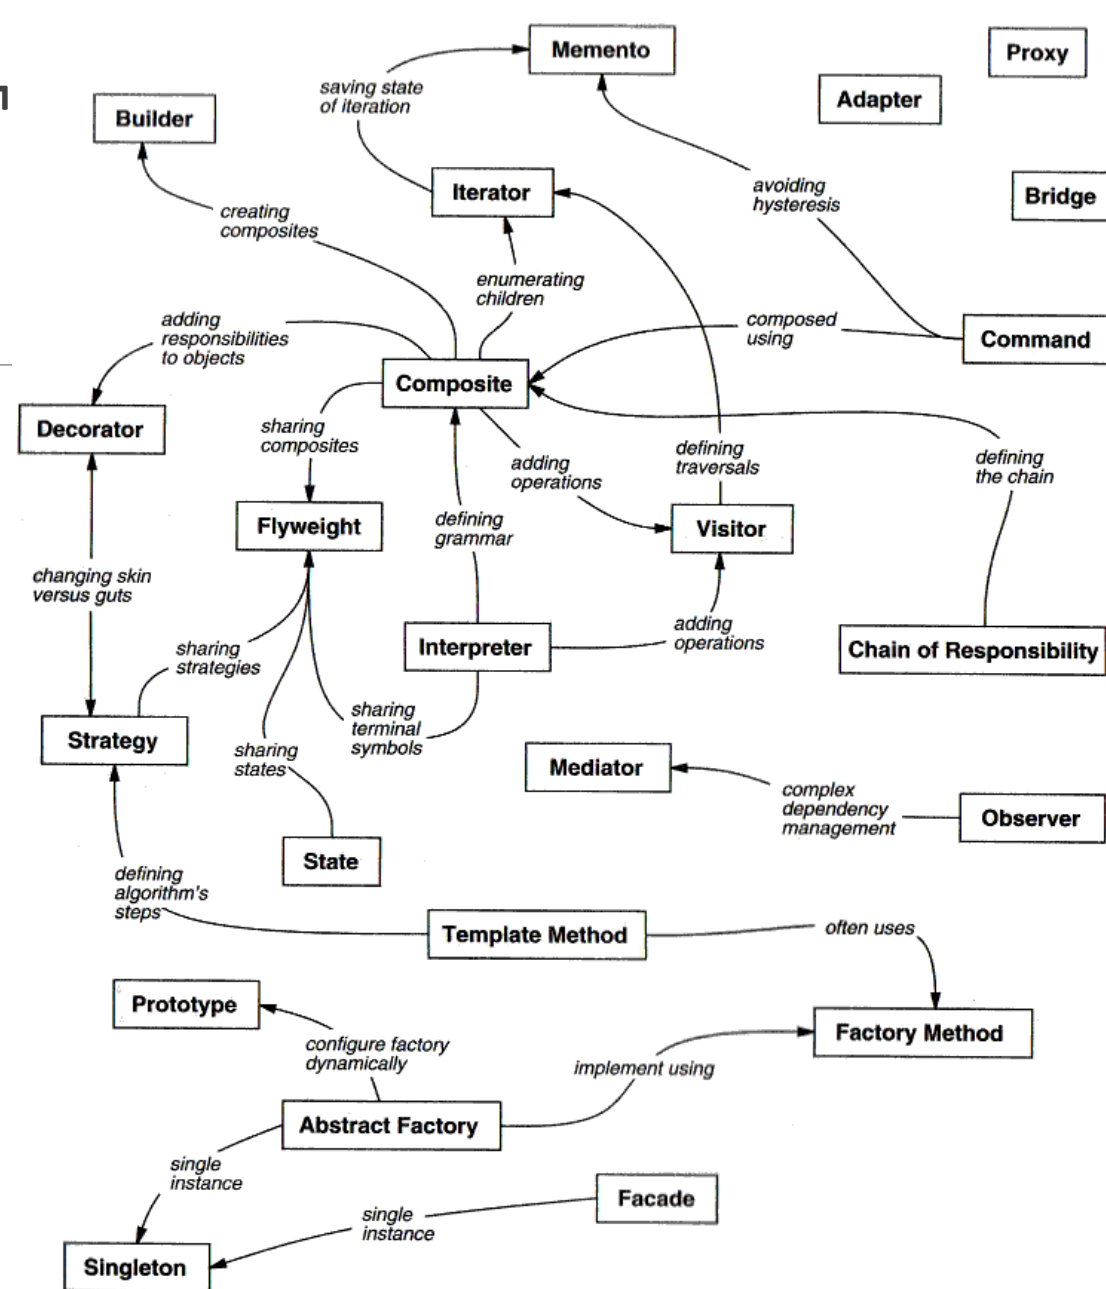 Memento
Proxy
saving state
of iteration
Adapter
Builder
Iterator
avoiding
hysteresis
Bridge
creating
composites
enumerating
children
adding
responsibilities
to objects
composed
using
Command
Composite
Decorator
sharing
composites
adding
operations
defining
traversals
defining
the chain
Flyweight
defining
grammar
Visitor
changing skin
versus guts
sharing
strategies
Interpreter
adding
operations
Chain of Responsibility
sharing
terminal
symbols
Strategy
sharing
states
Mediator
complex
dependency
management
Observer
State
defining
algorithm's
steps
Template Method
often uses
Prototype
Factory Method
configure factory
dynamically
implement using
Abstract Factory
single
instance
Facade
single
instance
Singleton